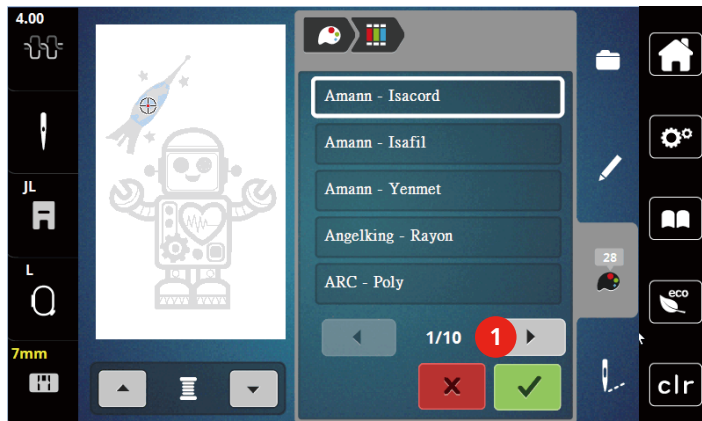 4.00
JL
L
7mm
Amann - Isacord
Amann - Isafil
Amann - Yenmet
Angelking - Rayon
ARC - Poly
1/10
1
28
eco
clr